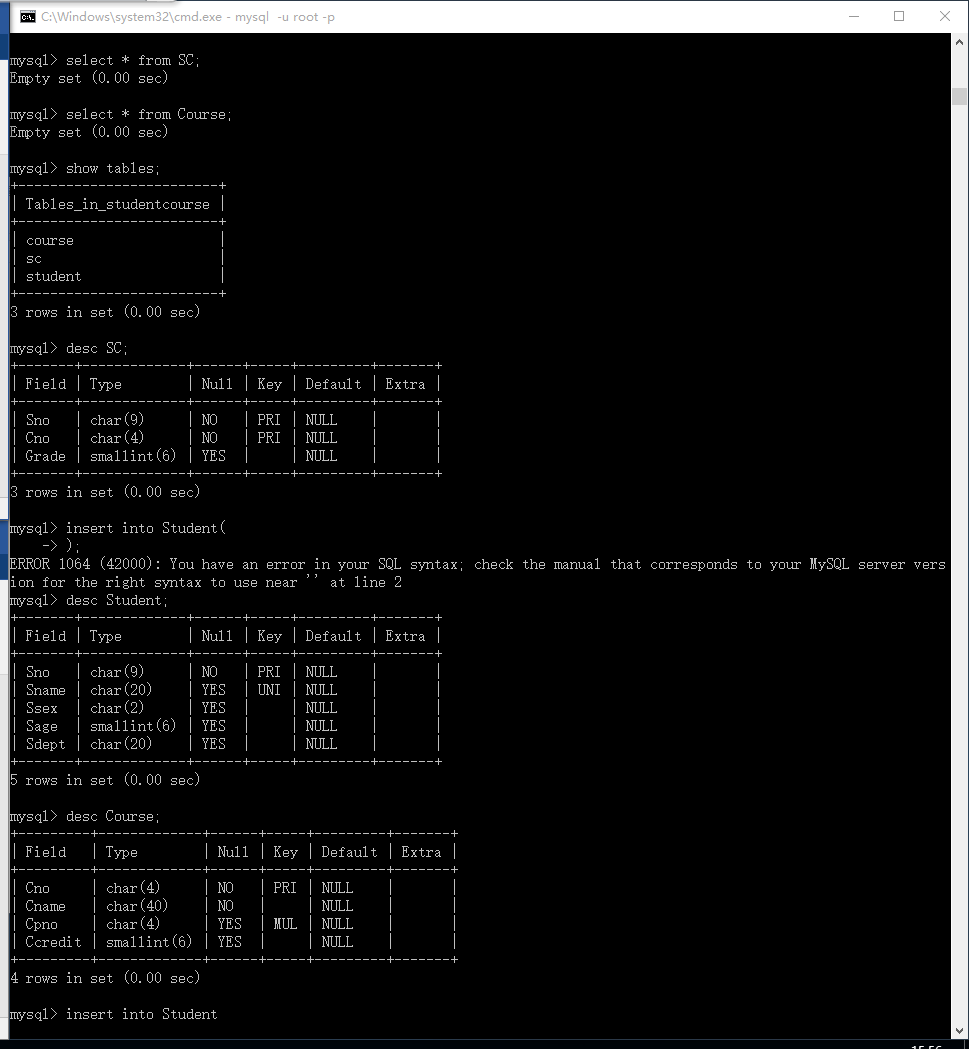 C:\Windows\system32\cmd.exe - mysql  -u root -p
mysql> select * from SC;
Empty set (0.00 sec)
mysql> select * from Course;
Empty set (0.00 sec)
mysql> show tables;
+-------------------------+
| Tables_in_studentcourse |
+-------------------------+
| course                  |
| sc                      |
| student                 |
+-------------------------+
3 rows in set (0.00 sec)
mysql> desc SC;
+-------+-------------+------+-----+---------+-------+
| Field | Type        | Null | Key | Default | Extra |
+-------+-------------+------+-----+---------+-------+
| Sno   | char(9)     | NO   | PRI | NULL    |       |
| Cno   | char(4)     | NO   | PRI | NULL    |       |
| Grade | smallint(6) | YES  |     | NULL    |       |
+-------+-------------+------+-----+---------+-------+
3 rows in set (0.00 sec)
mysql> insert into Student(
    -> );
ERROR 1064 (42000): You have an error in your SQL syntax; check the manual that corresponds to your MySQL server vers
ion for the right syntax to use near '' at line 2
mysql> desc Student;
+-------+-------------+------+-----+---------+-------+
| Field | Type        | Null | Key | Default | Extra |
+-------+-------------+------+-----+---------+-------+
| Sno   | char(9)     | NO   | PRI | NULL    |       |
| Sname | char(20)    | YES  | UNI | NULL    |       |
| Ssex  | char(2)     | YES  |     | NULL    |       |
| Sage  | smallint(6) | YES  |     | NULL    |       |
| Sdept | char(20)    | YES  |     | NULL    |       |
+-------+-------------+------+-----+---------+-------+
5 rows in set (0.00 sec)
mysql> desc Course;
+---------+-------------+------+-----+---------+-------+
| Field   | Type        | Null | Key | Default | Extra |
+---------+-------------+------+-----+---------+-------+
| Cno     | char(4)     | NO   | PRI | NULL    |       |
| Cname   | char(40)    | NO   |     | NULL    |       |
| Cpno    | char(4)     | YES  | MUL | NULL    |       |
| Ccredit | smallint(6) | YES  |     | NULL    |       |
+---------+-------------+------+-----+---------+-------+
4 rows in set (0.00 sec)
mysql> insert into Student